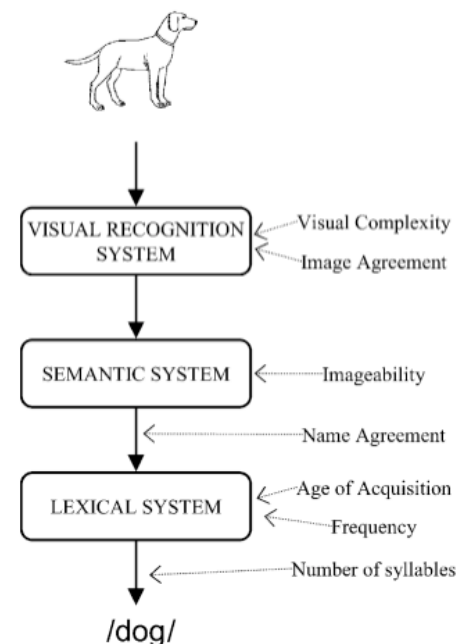 VISUAL RECOGNITION
SYSTEM
Visual Complexity
Image Agreement
SEMANTIC SYSTEM
Imageability
Name Agreement
LEXICAL SYSTEM
Age of Acquisition
Frequency
Number of syllables
/dog/